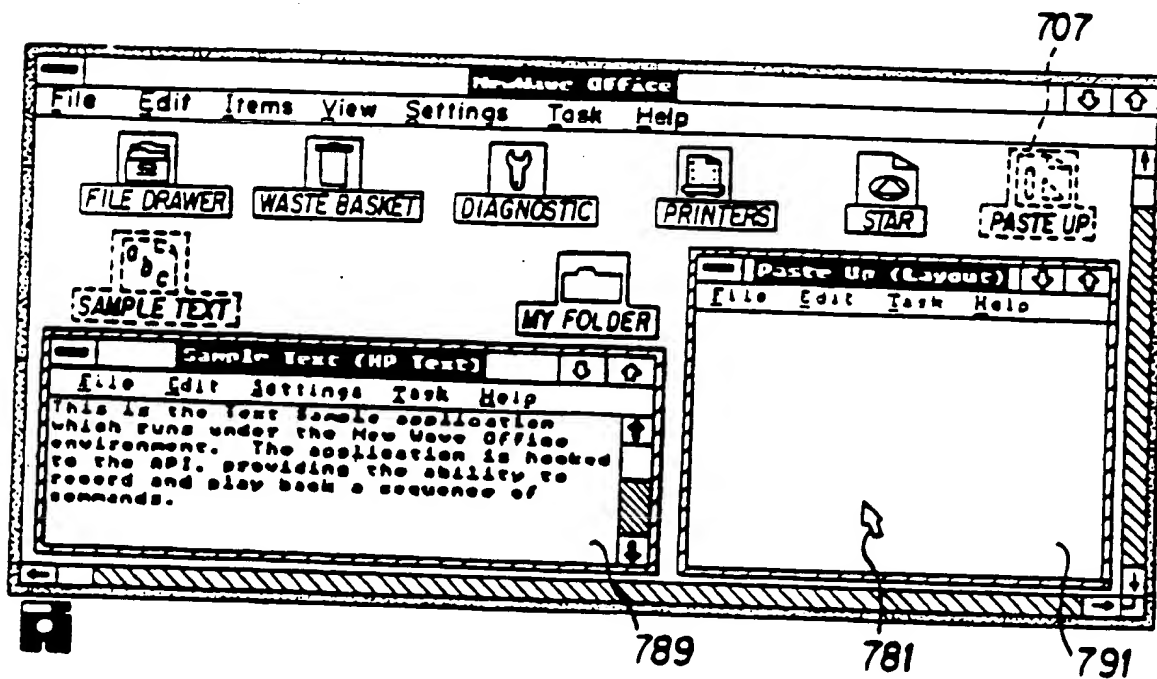 707
NewWave Office
File Edit Items View Settings Task Help
FILE DRAWER WASTE BASKET DIAGNOSTIC PRINTERS STAR PASTE UP
SAMPLE TEXT MY FOLDER
Paste Up (Layout)
File Edit Task Help
Sample Text (HP Text)
File Edit Settings Task Help
This is the Text Sample application
which runs under the New Wave Office
environment. The application is hooked
to the API, providing the ability to
record and play back a sequence of
commands.
789 781 791